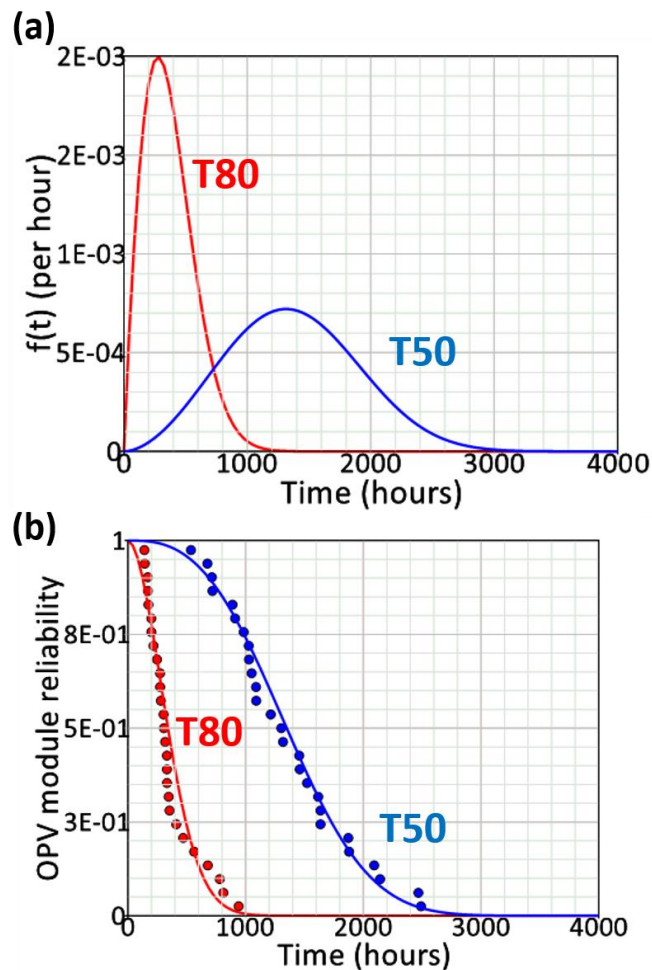 (a)
2E-03
2E-03
1E-03
5E-04
0
f(t) (per hour)
T80
T50
0
1000
2000
3000
4000
Time (hours)
(b)
1
8E-01
5E-01
3E-01
0
OPV module reliability
T80
T50
0
1000
2000
3000
4000
Time (hours)